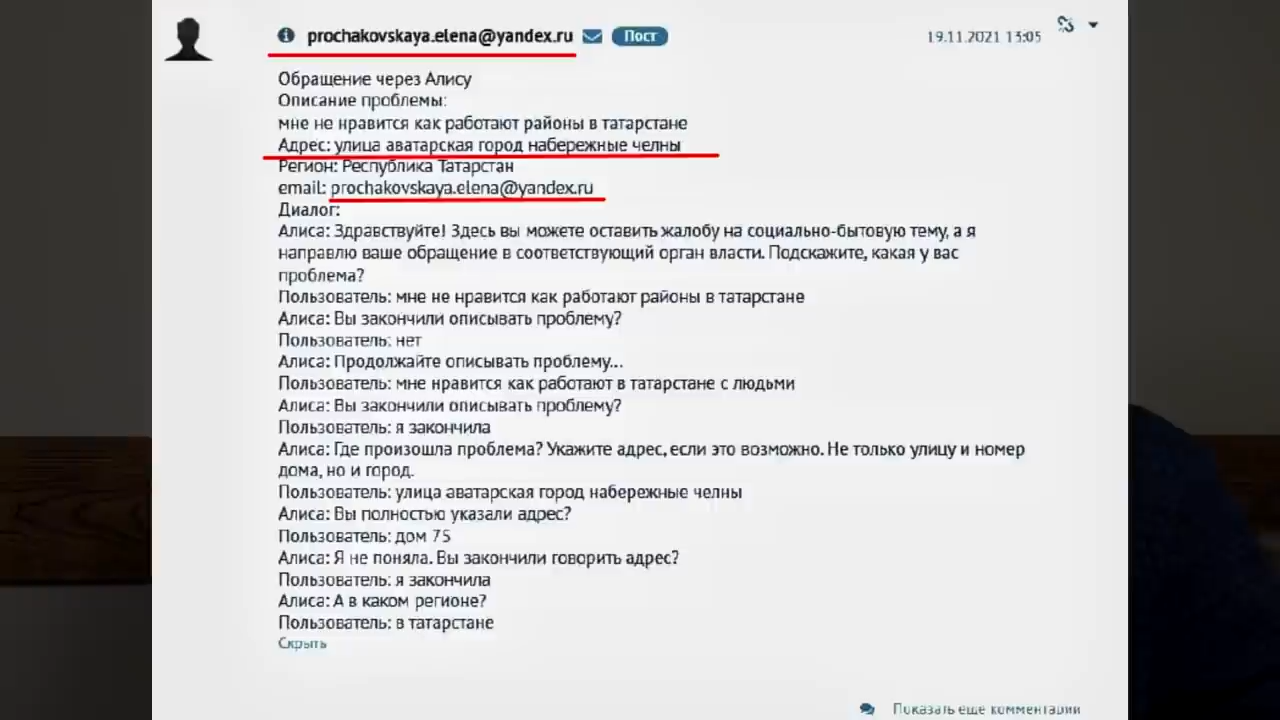 prochakovskaya.elena@yandex.ru Пост 19.11.2021 13:05
Обращение через Алису
Описание проблемы:
мне не нравится как работают районы в татарстане
Адрес: улица аватарская город набережные челны
Регион: Республика Татарстан
email: prochakovskaya.elena@yandex.ru
Диалог:
Алиса: Здравствуйте! Здесь вы можете оставить жалобу на социально-бытовую тему, а я
направлю ваше обращение в соответствующий орган власти. Подскажите, какая у вас
проблема?
Пользователь: мне не нравится как работают районы в татарстане
Алиса: Вы закончили описывать проблему?
Пользователь: нет
Алиса: Продолжайте описывать проблему...
Пользователь: мне нравится как работают в татарстане с людьми
Алиса: Вы закончили описывать проблему?
Пользователь: я закончила
Алиса: Где произошла проблема? Укажите адрес, если это возможно. Не только улицу и номер
дома, но и город.
Пользователь: улица аватарская город набережные челны
Алиса: Вы полностью указали адрес?
Пользователь: дом 75
Алиса: Я не поняла. Вы закончили говорить адрес?
Пользователь: я закончила
Алиса: А в каком регионе?
Пользователь: в татарстане
Скрыть
Показать еще комментарии